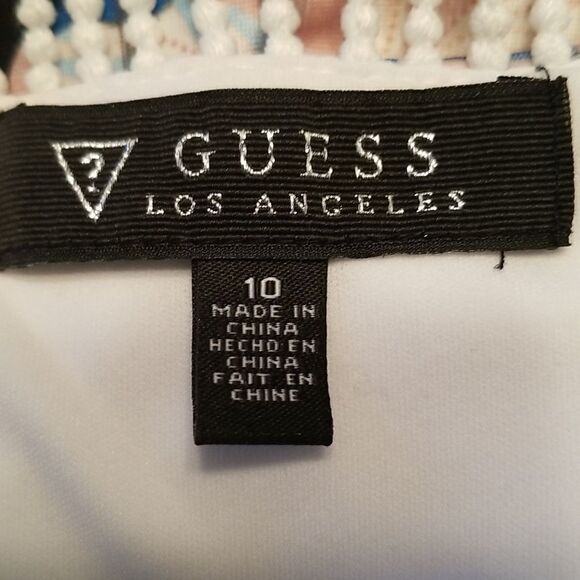 ?
GUESS
LOS ANGELES
10
MADE IN
CHINA
HECHO EN
CHINA
FAIT EN
CHINE